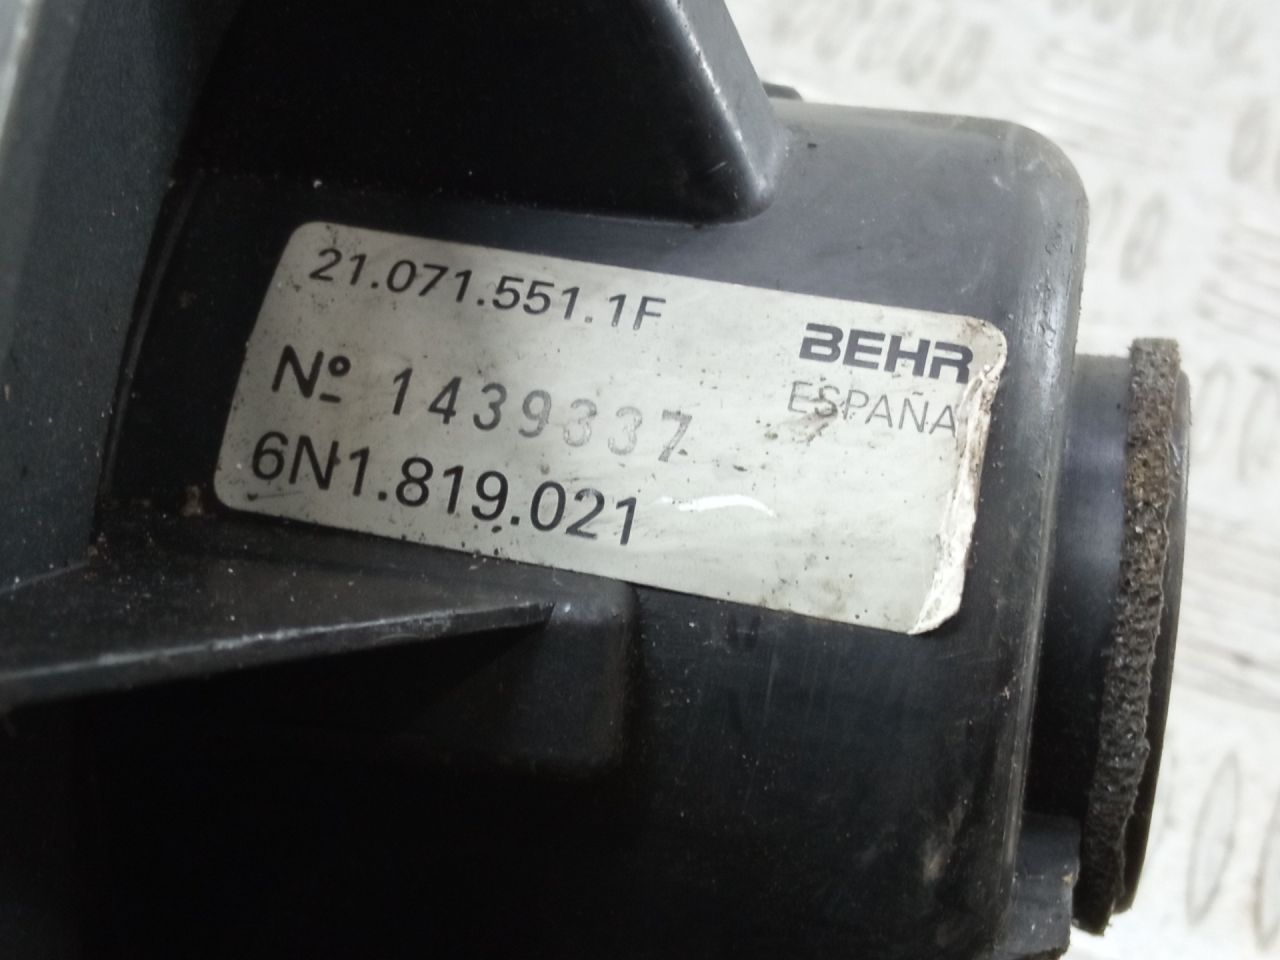 21.071.551.1F
BEHR
ESPAÑA
Nº 1439337
6N1.819.021